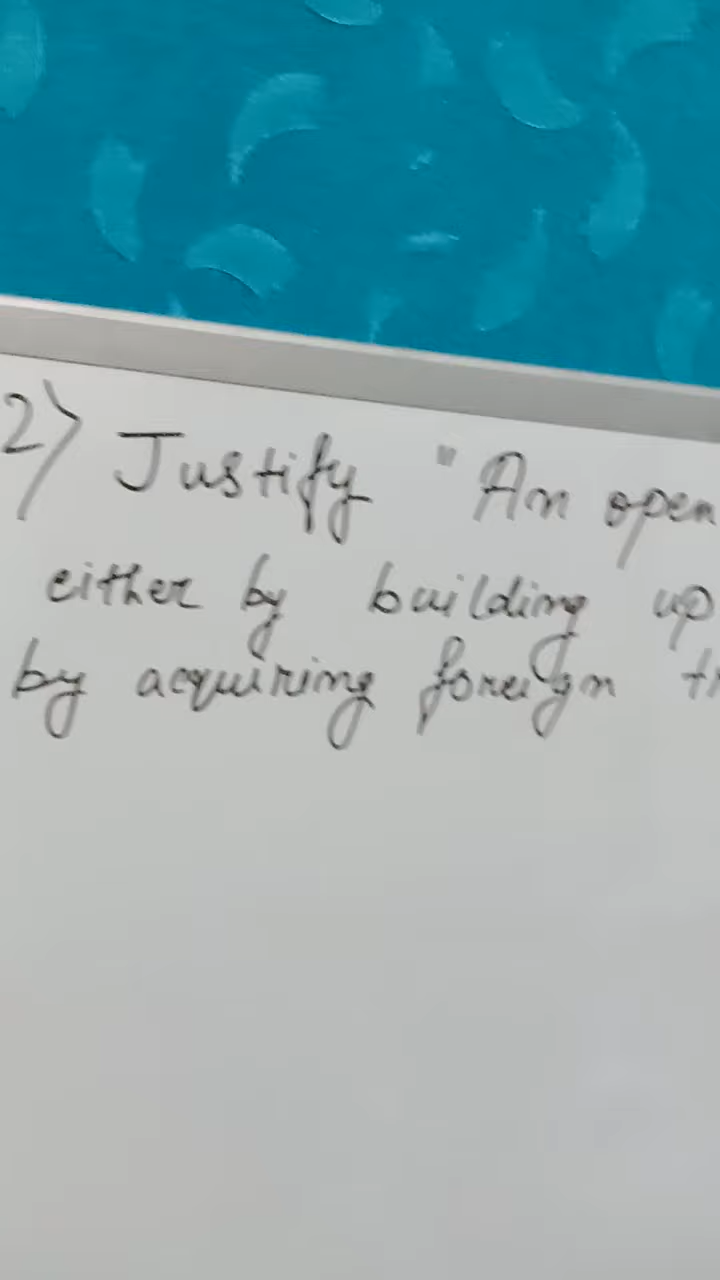 2) Justify "An open
either by building up
by acquiring foreign